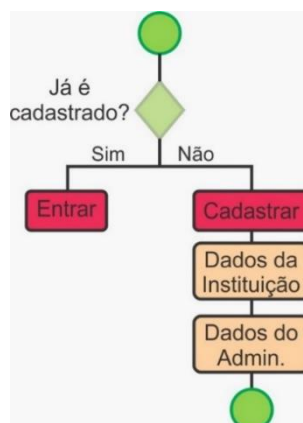 Já é
cadastrado?
Sim
Não
Entrar
Cadastrar
Dados da
Instituição
Dados do
Admin.